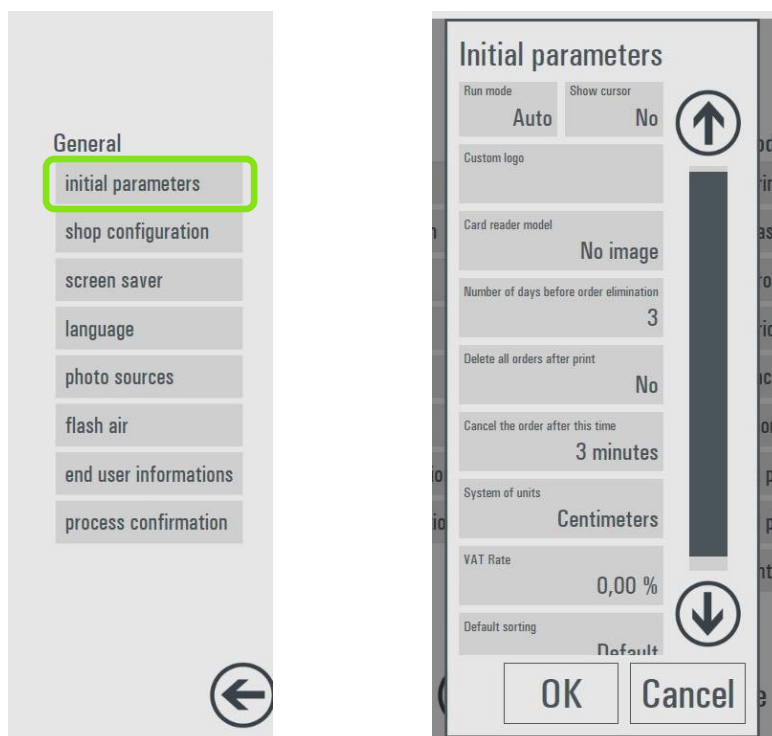 General
initial parameters
shop configuration
screen saver
language
photo sources
flash air
end user informations
process confirmation
Initial parameters
Run mode
Auto
Show cursor
No
Custom logo
Card reader model
No image
Number of days before order elimination
3
Delete all orders after print
No
Cancel the order after this time
3 minutes
System of units
Centimeters
VAT Rate
0,00 %
Default sorting
Default
OK
Cancel